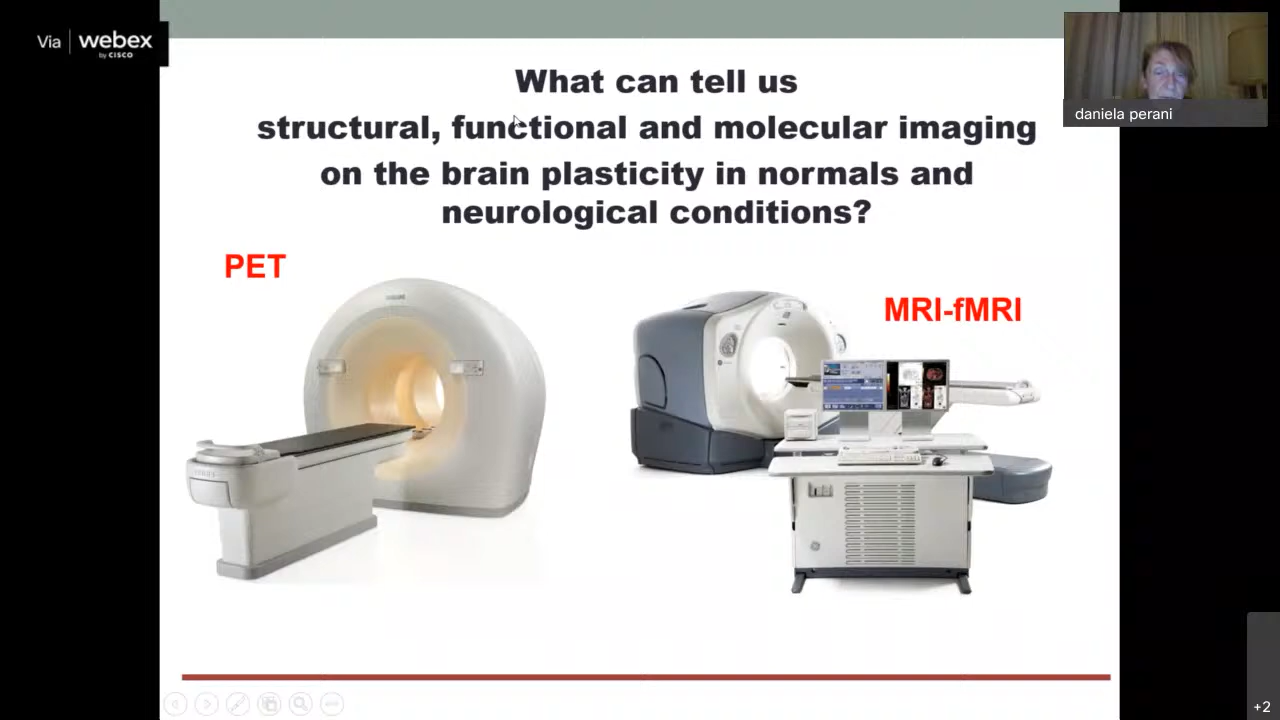 Via webex
by CISCO
What can tell us
structural, functional and molecular imaging
on the brain plasticity in normals and
neurological conditions?
daniela perani
PET
MRI-fMRI
+2